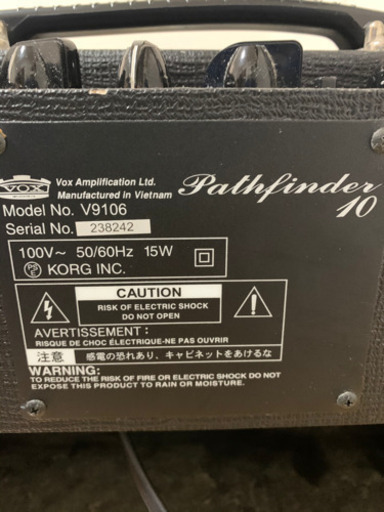 VOX
Vox Amplification Ltd.
Manufactured in Vietnam
Pathfinder
10
Model No. V9106
Serial No. 238242
100V~ 50/60Hz 15W
KORG INC.
CAUTION
RISK OF ELECTRIC SHOCK
DO NOT OPEN
AVERTISSEMENT:
RISQUE DE CHOC ÉLECTRIQUE-NE PAS OUVRIR
注意 感電の恐れあり、キャビネットをあけるな
WARNING:
TO REDUCE THE RISK OF FIRE OR ELECTRIC SHOCK DO NOT
EXPOSE THIS PRODUCT TO RAIN OR MOISTURE.